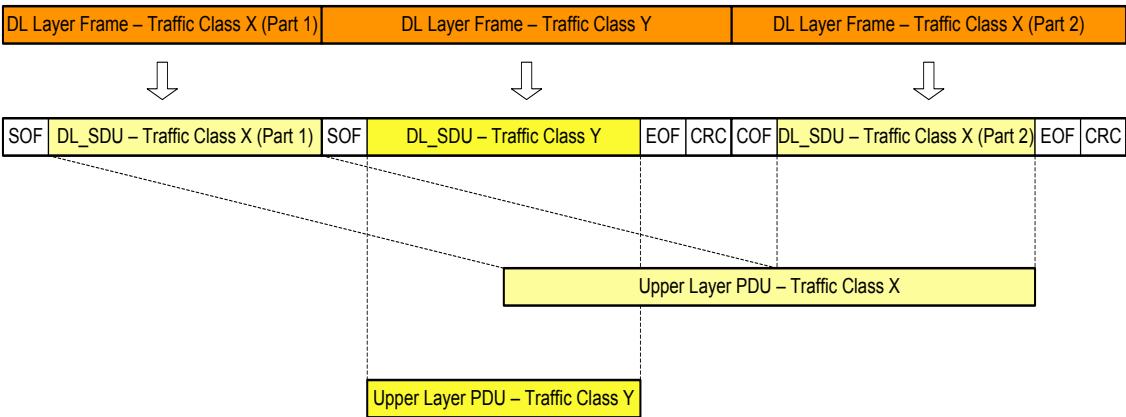 DL Layer Frame – Traffic Class X (Part 1) DL Layer Frame – Traffic Class Y DL Layer Frame – Traffic Class X (Part 2)
SOF DL_SDU – Traffic Class X (Part 1) SOF DL_SDU – Traffic Class Y EOF CRC COF DL_SDU – Traffic Class X (Part 2) EOF CRC
Upper Layer PDU – Traffic Class X
Upper Layer PDU – Traffic Class Y